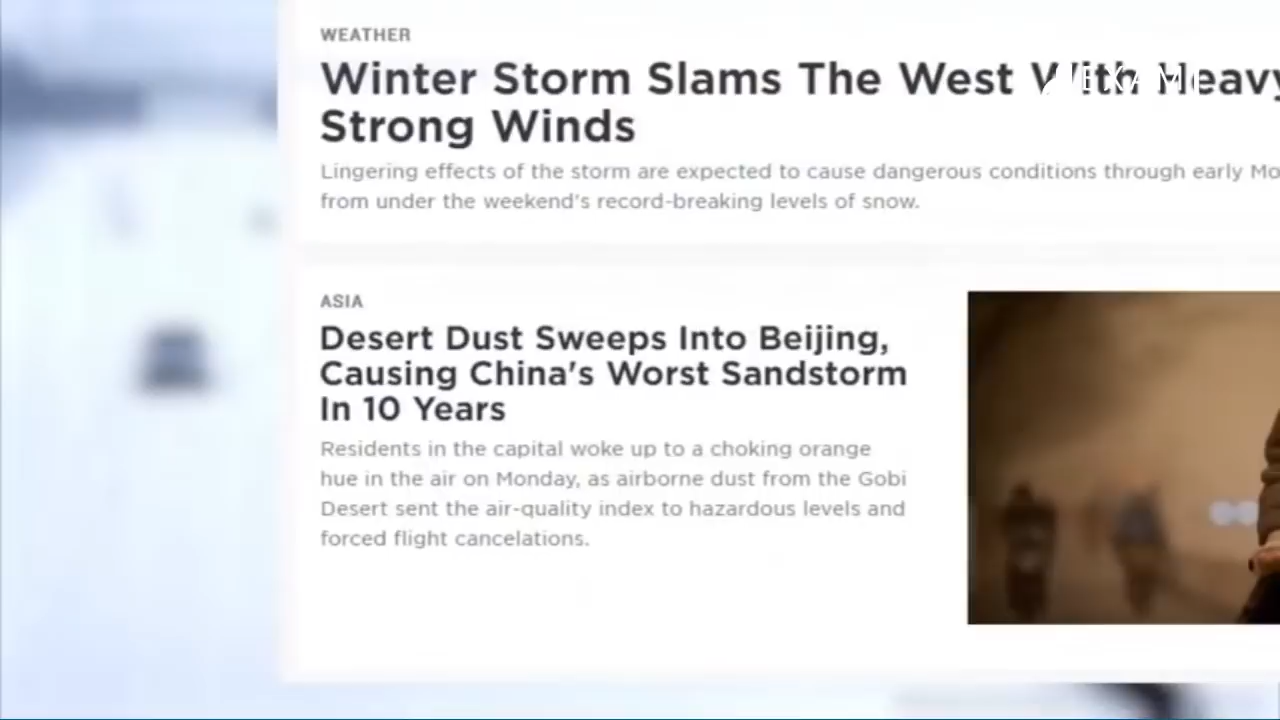 WEATHER
Winter Storm Slams The West With Heavy
Strong Winds
Lingering effects of the storm are expected to cause dangerous conditions through early
from under the weekend's record-breaking levels of snow.
ASIA
Desert Dust Sweeps Into Beijing,
Causing China's Worst Sandstorm
In 10 Years
Residents in the capital woke up to a choking orange
hue in the air on Monday, as airborne dust from the Gobi
Desert sent the air-quality index to hazardous levels and
forced flight cancelations.